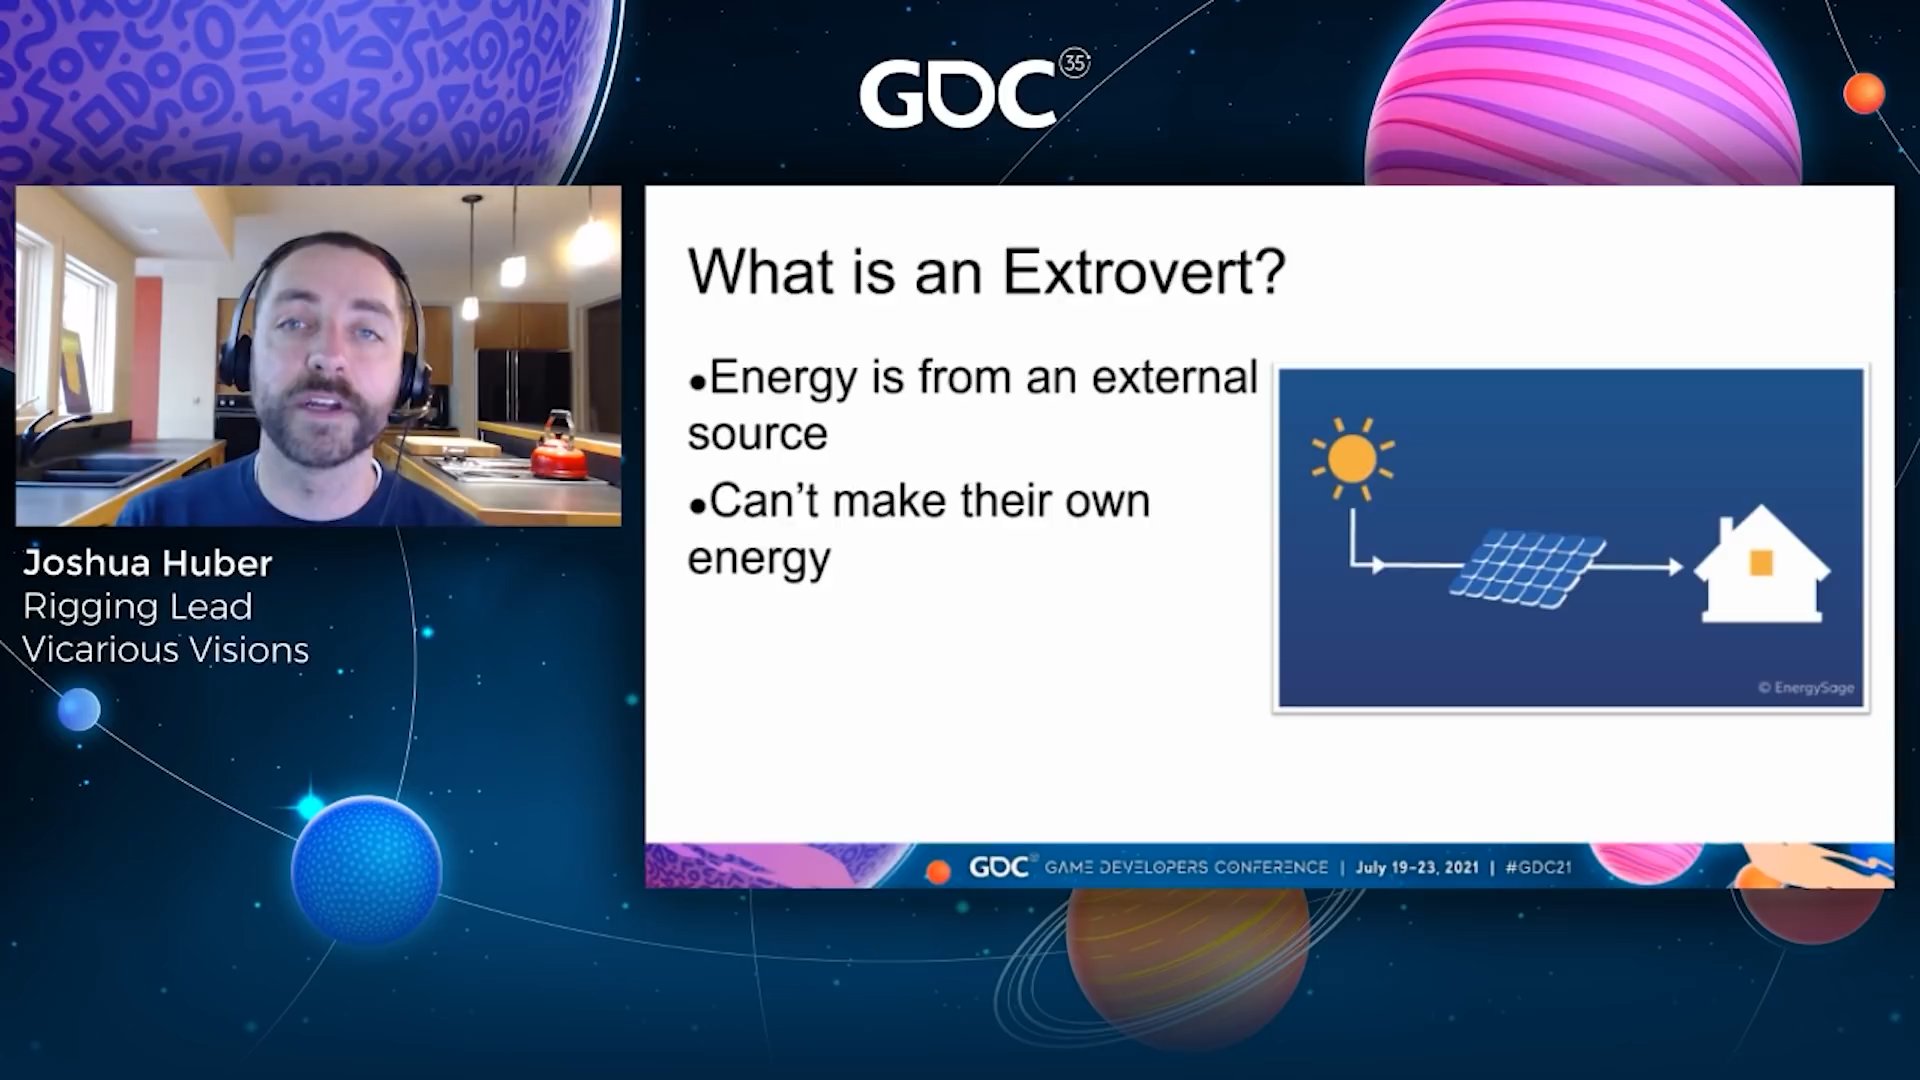 GDC 35
Joshua Huber
Rigging Lead
Vicarious Visions
What is an Extrovert?
•Energy is from an external
source
•Can’t make their own
energy
© EnergySage
GDC GAME DEVELOPERS CONFERENCE | July 19-23, 2021 | #GDC21